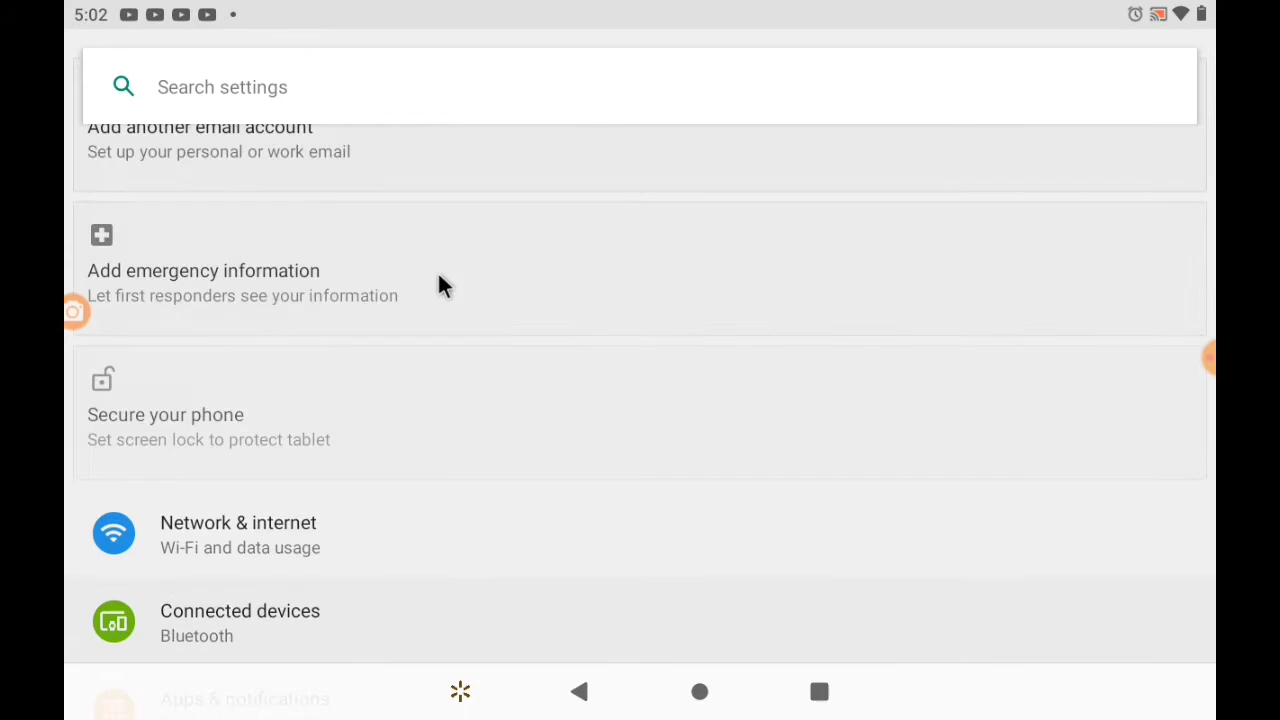 5:02
Search settings
Add another email account
Set up your personal or work email
Add emergency information
Let first responders see your information
Secure your phone
Set screen lock to protect tablet
Network & internet
Wi-Fi and data usage
Connected devices
Bluetooth
Apps & notifications